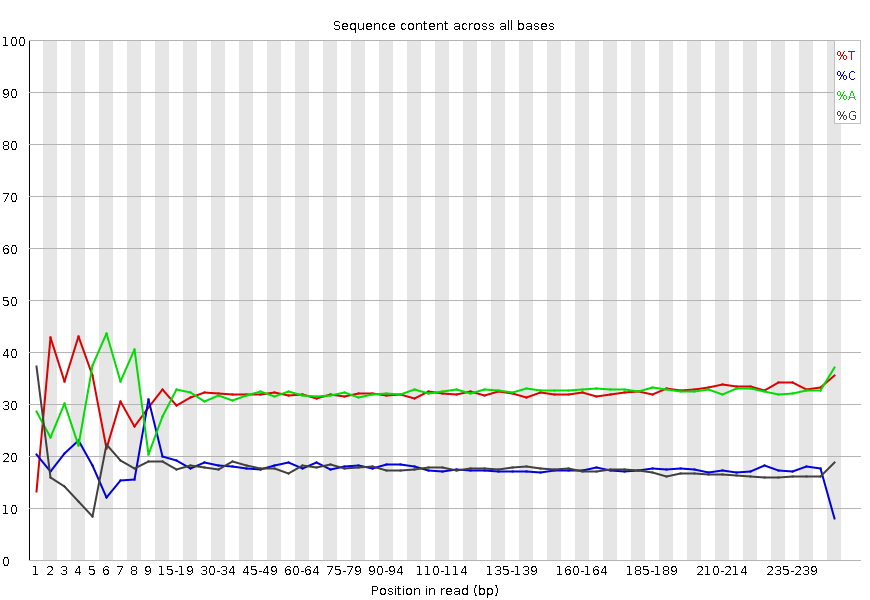 Sequence content across all bases
100
90
80
70
60
50
40
30
20
10
0
%T
%C
%A
%G
1 2 3 4 5 6 7 8 9 15-19 30-34 45-49 60-64 75-79 90-94 110-114 135-139 160-164 185-189 210-214 235-239
Position in read (bp)